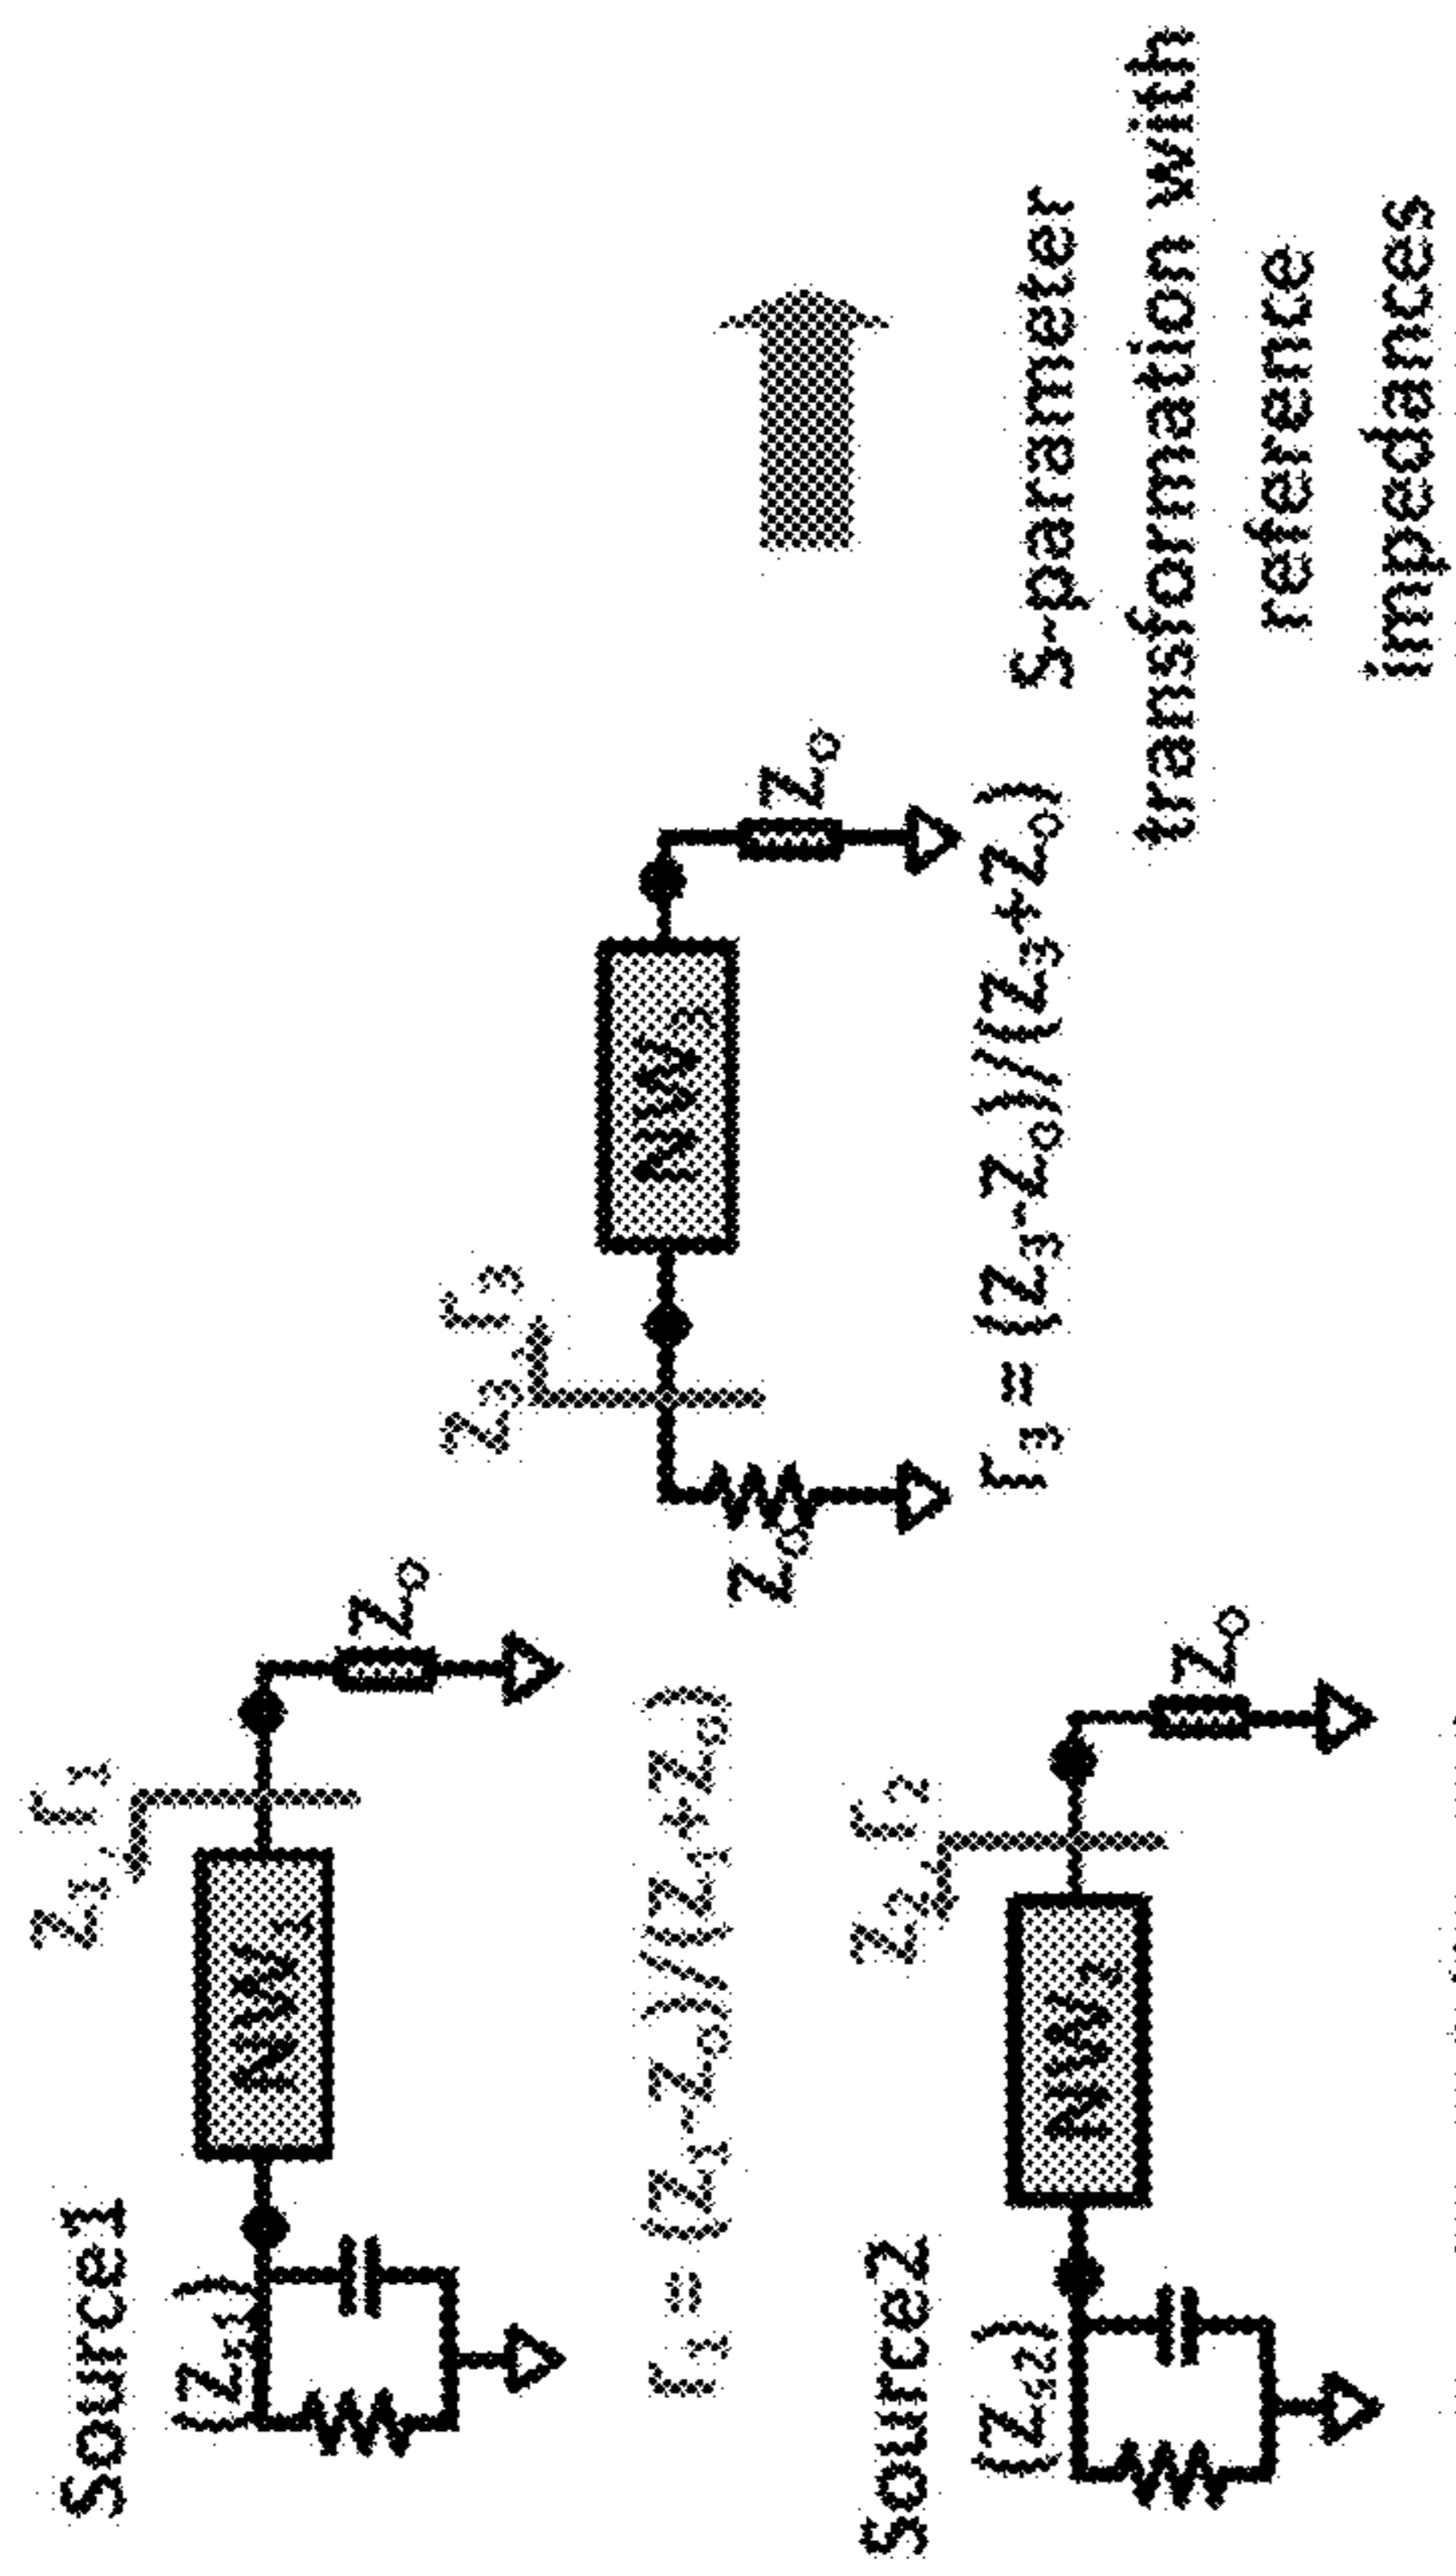 Source1
(Zs1)
NW1
Z1, Γ1
Zo
Γ1 = (Z1-Zo)/(Z1+Zo)
Source2
(Zs2)
NW2
Z2, Γ2
Zo
Z3, Γ3
Zo
NW3
Zo
Γ3 = (Z3-Zo)/(Z3+Zo)
S-parameter
transformation with
reference
impedances